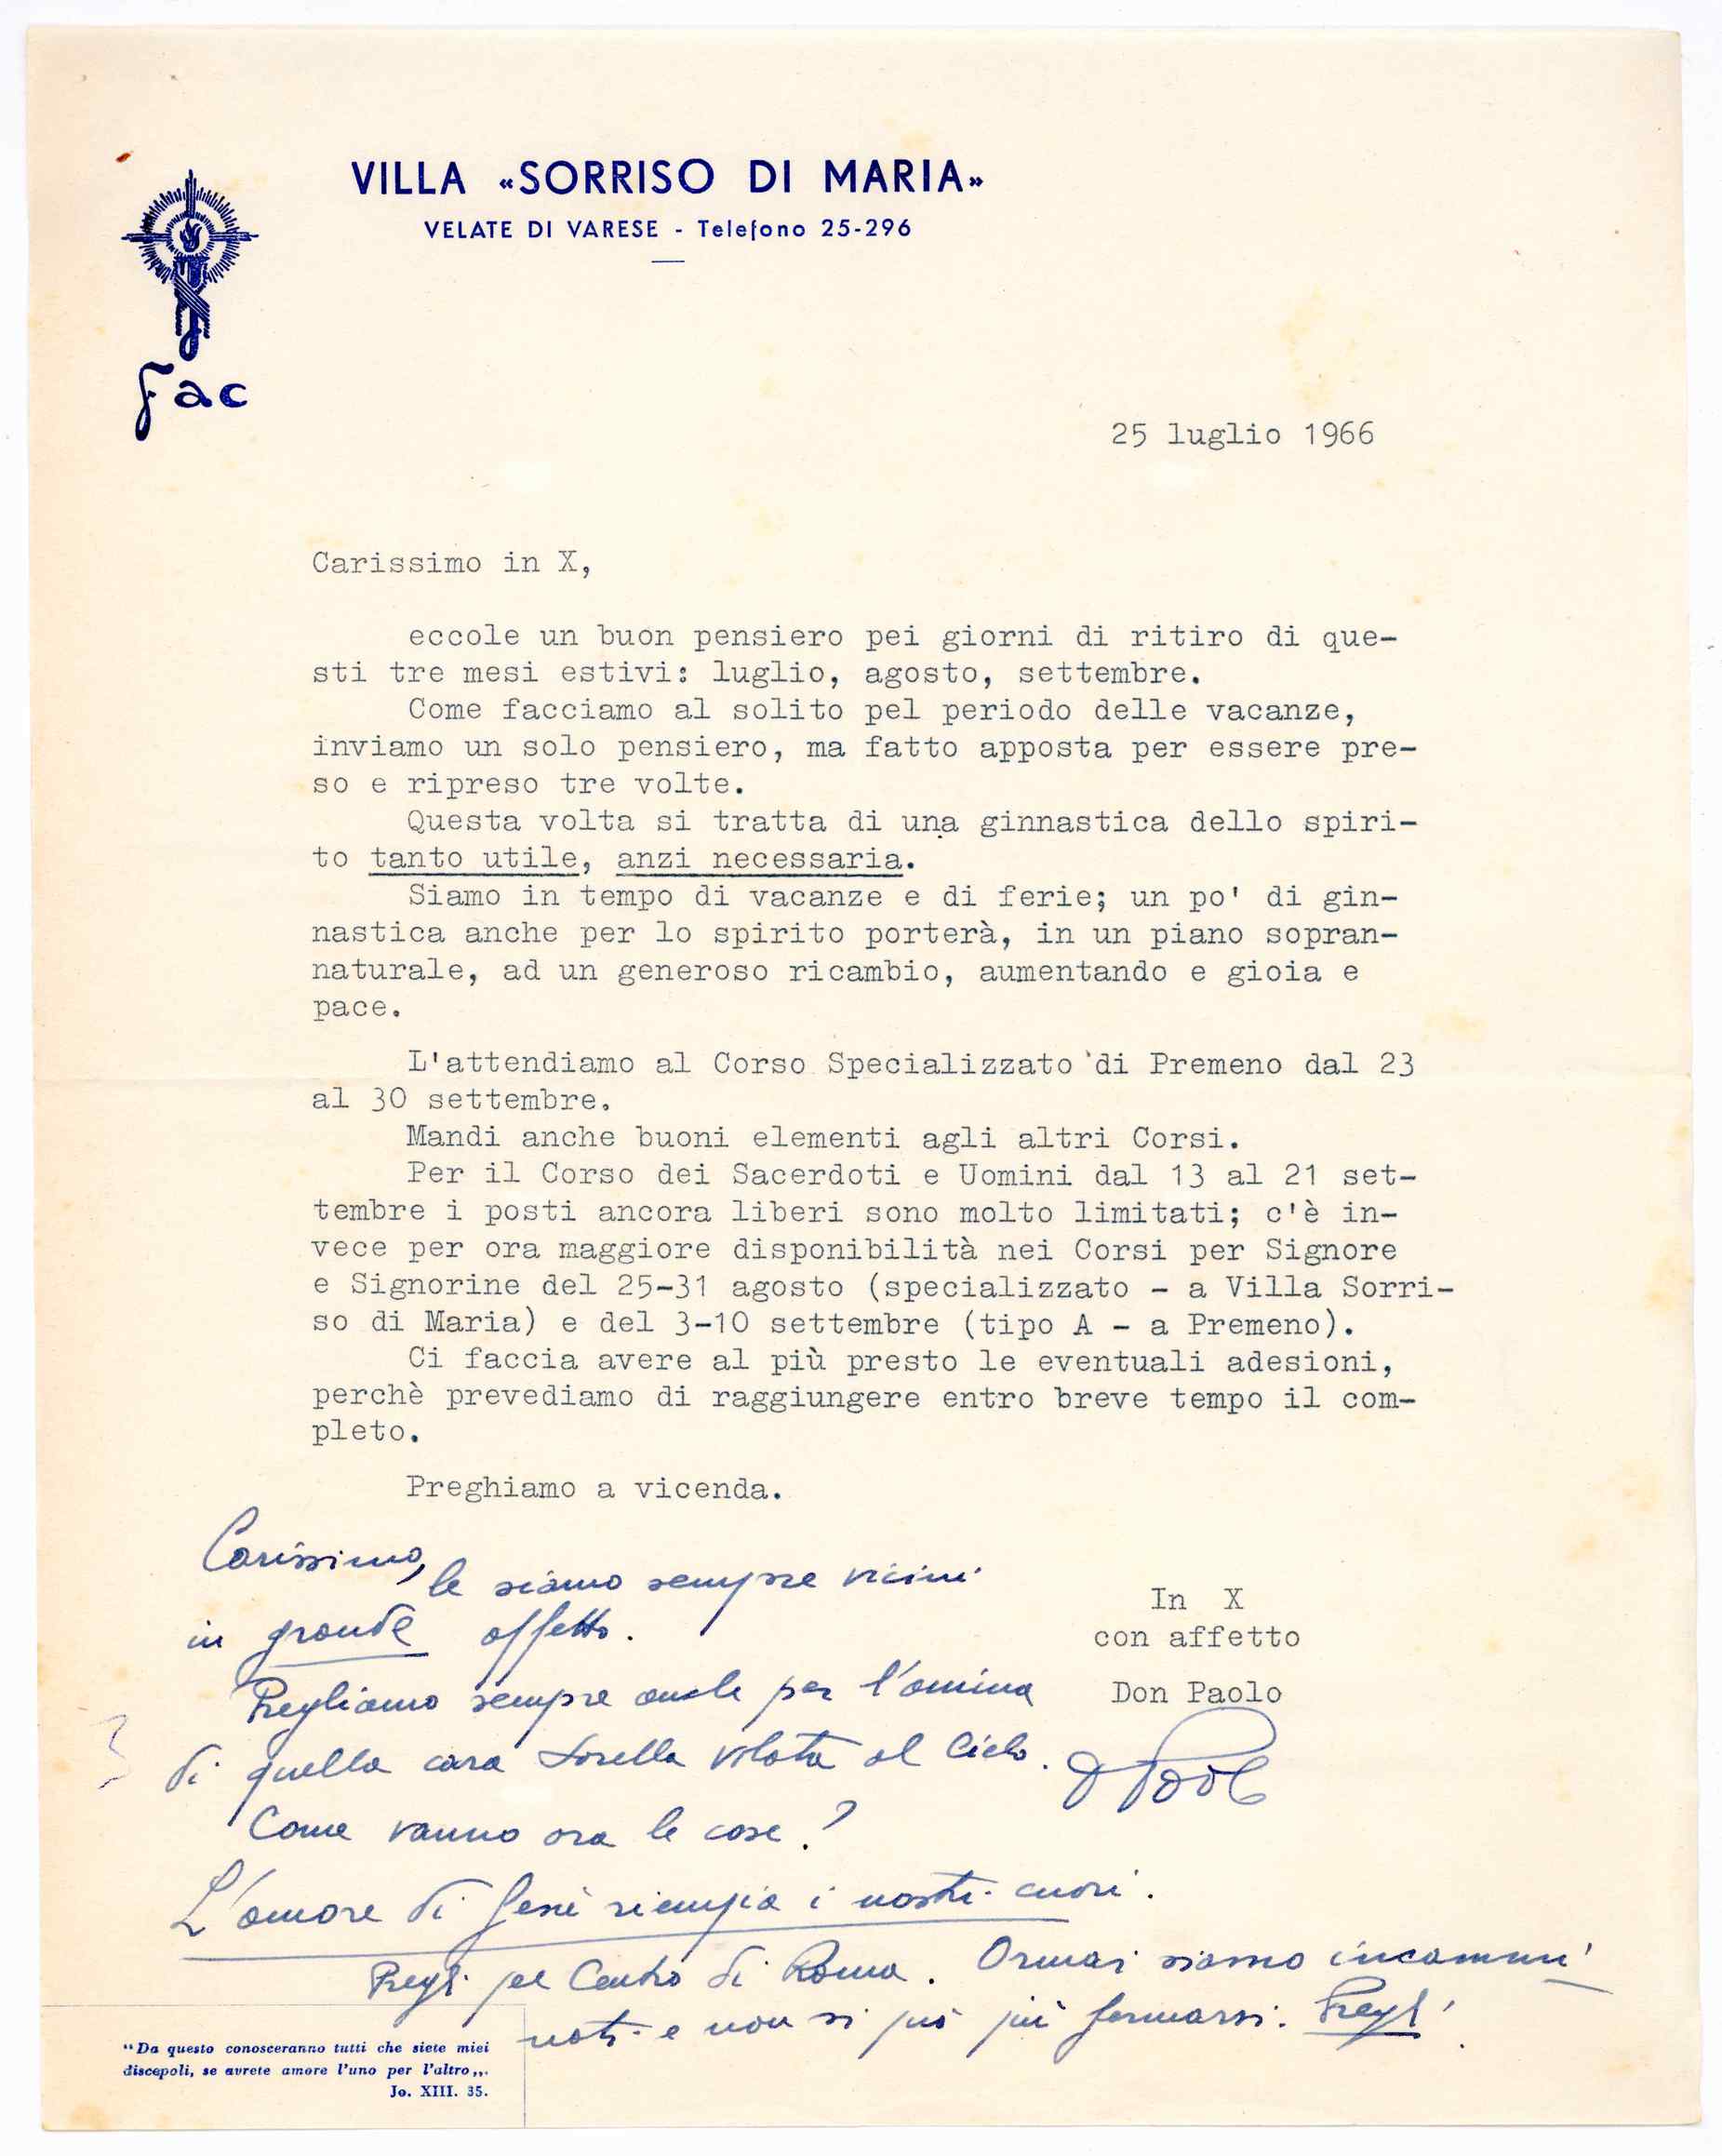 VILLA «SORRISO DI MARIA»
VELATE DI VARESE - Telefono 25-296
Fac
25 luglio 1966
Carissimo in X,
eccole un buon pensiero pei giorni di ritiro di que-
sti tre mesi estivi: luglio, agosto, settembre.
Come facciamo al solito pel periodo delle vacanze,
inviamo un solo pensiero, ma fatto apposta per essere pre-
so e ripreso tre volte.
Questa volta si tratta di una ginnastica dello spiri-
to tanto utile, anzi necessaria.
Siamo in tempo di vacanze e di ferie; un po' di gin-
nastica anche per lo spirito porterà, in un piano sopran-
naturale, ad un generoso ricambio, aumentando e gioia e
pace.
L'attendiamo al Corso Specializzato di Premeno dal 23
al 30 settembre.
Mandi anche buoni elementi agli altri Corsi.
Per il Corso dei Sacerdoti e Uomini dal 13 al 21 set-
tembre i posti ancora liberi sono molto limitati; c'è in-
vece per ora maggiore disponibilità nei Corsi per Signore
e Signorine del 25-31 agosto (specializzato - a Villa Sorri-
so di Maria) e del 3-10 settembre (tipo A - a Premeno).
Ci faccia avere al più presto le eventuali adesioni,
perchè prevediamo di raggiungere entro breve tempo il com-
pleto.
Preghiamo a vicenda.
In X
con affetto
Don Paolo
D Paolo
Carissimo,
le siamo sempre vicini
in grande affetto.
Preghiamo sempre anche per l'anima
di quella cara Sorella volata al Cielo.
Come vanno ora le cose?
L'amore di Gesù riempia i nostri cuori.
Preghi pel Centro di Roma. Ormai siamo incammi
nati e non si può più fermarsi. Preghi.
"Da questo conosceranno tutti che siete miei
discepoli, se avrete amore l'uno per l'altro„.
Jo. XIII. 35.